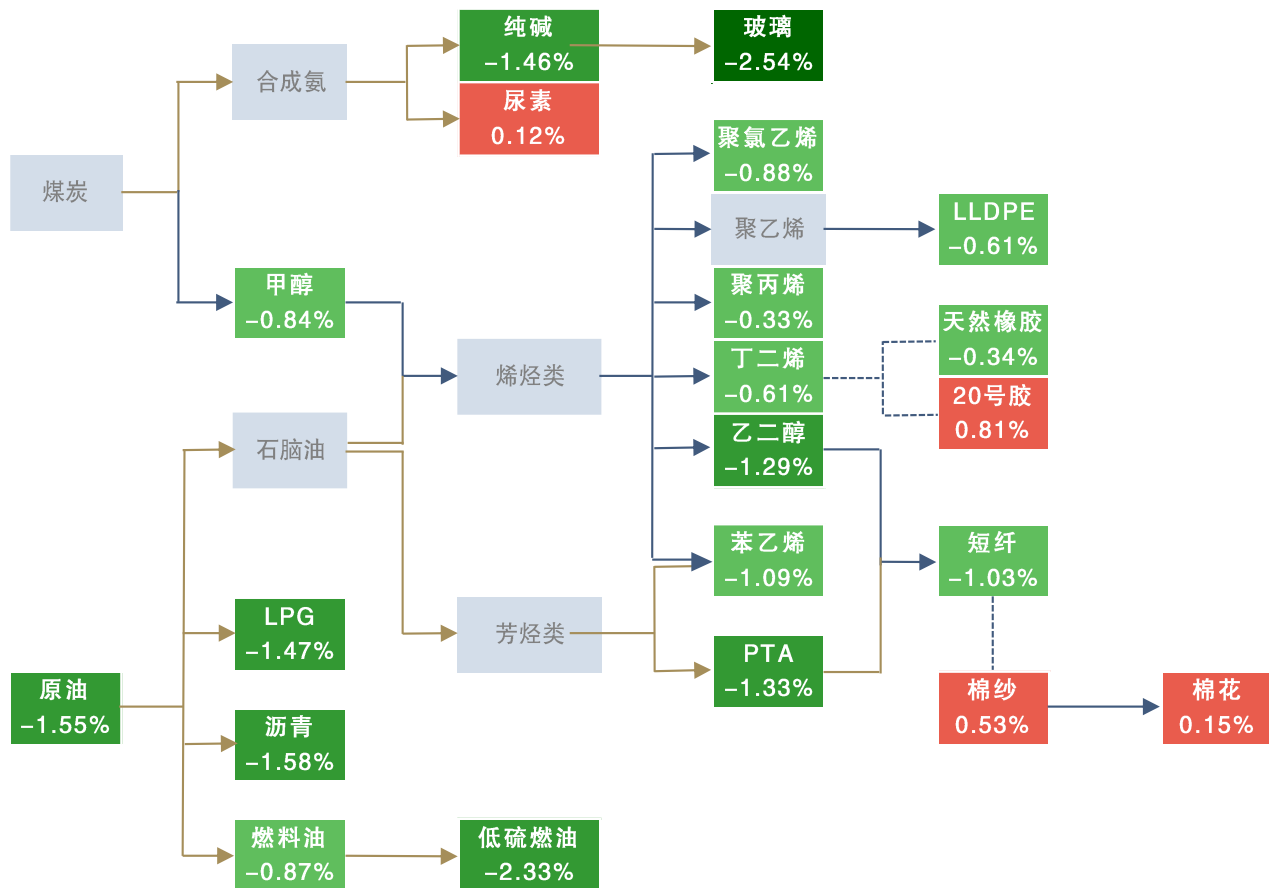 纯碱
-1.46%
玻璃
-2.54%
合成氨
尿素
0.12%
煤炭
聚氯乙烯
-0.88%
聚乙烯
LLDPE
-0.61%
甲醇
-0.84%
聚丙烯
-0.33%
烯烃类
丁二烯
-0.61%
天然橡胶
-0.34%
20号胶
0.81%
石脑油
乙二醇
-1.29%
苯乙烯
-1.09%
短纤
-1.03%
LPG
-1.47%
芳烃类
PTA
-1.33%
原油
-1.55%
沥青
-1.58%
棉纱
0.53%
棉花
0.15%
燃料油
-0.87%
低硫燃油
-2.33%